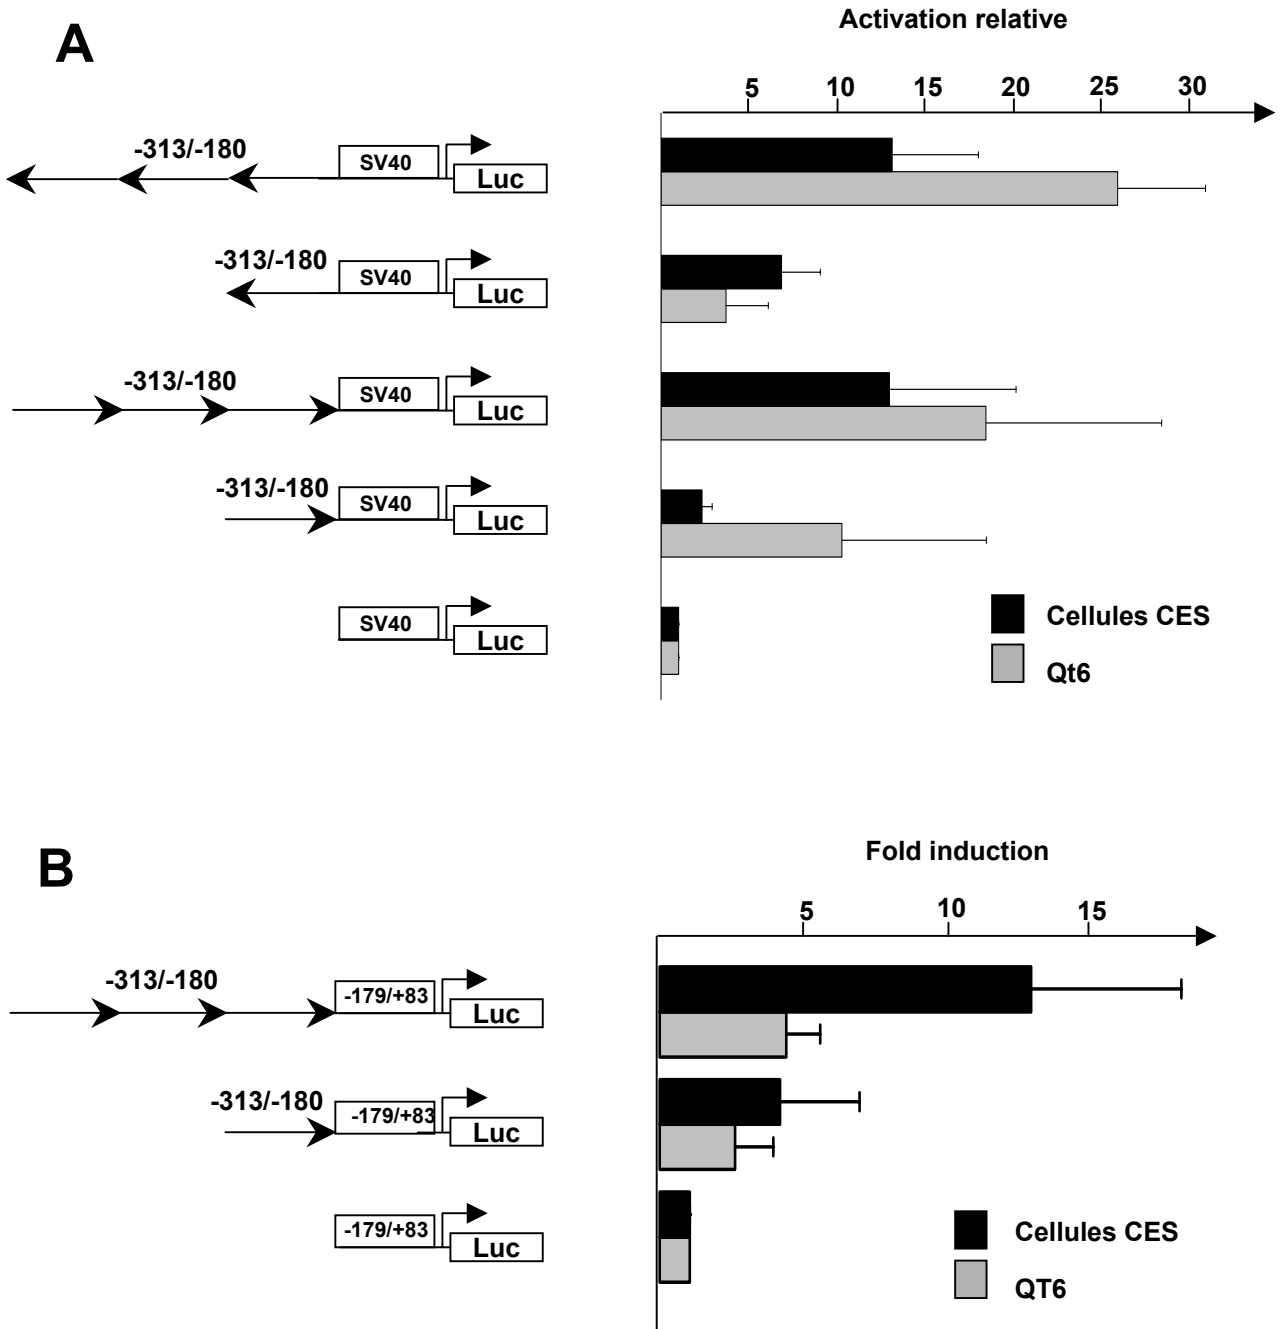 A
Activation relative
5 10 15 20 25 30
-313/-180
SV40
Luc
-313/-180
SV40
Luc
-313/-180
SV40
Luc
-313/-180
SV40
Luc
SV40
Luc
Cellules CES
Qt6
B
Fold induction
5 10 15
-313/-180
-179/+83
Luc
-313/-180
-179/+83
Luc
-179/+83
Luc
Cellules CES
QT6